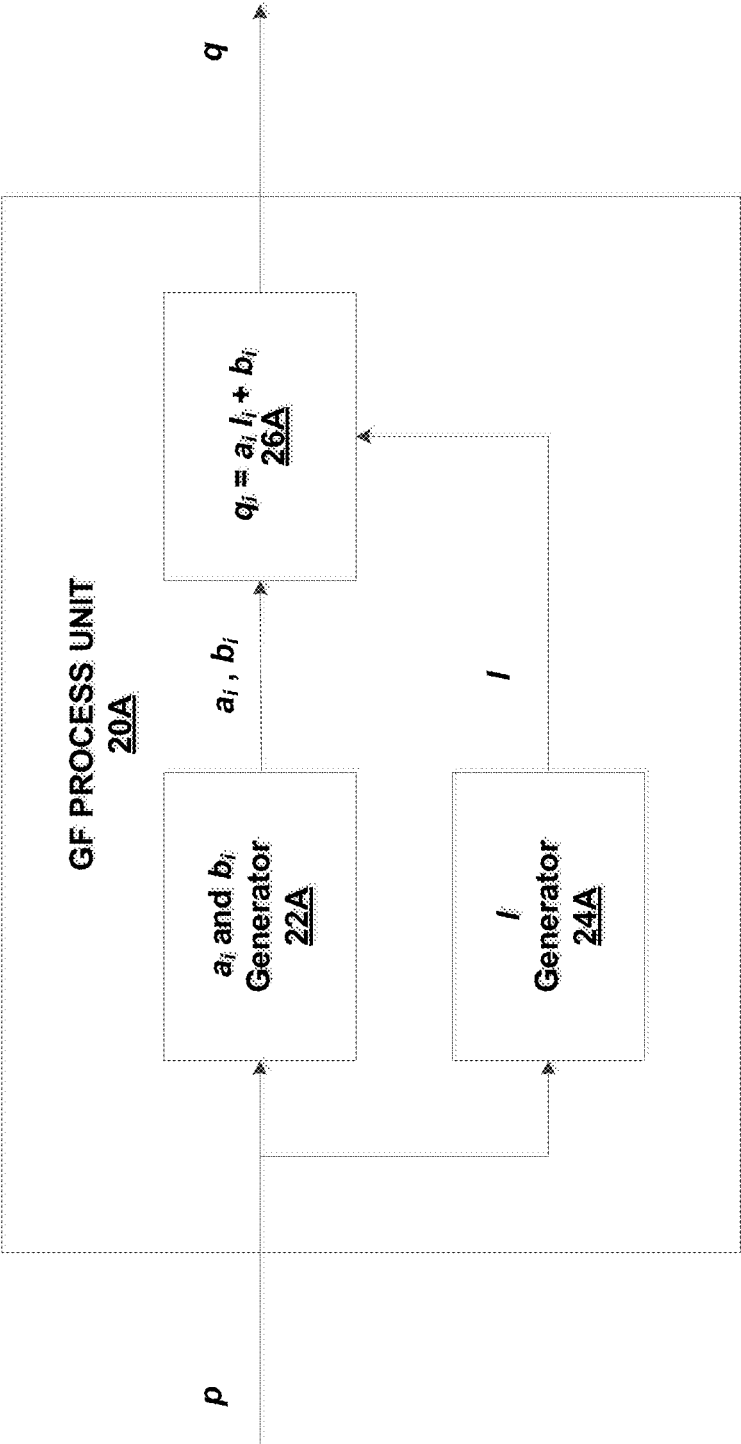 GF PROCESS UNIT
20A
p
aᵢ and bᵢ
Generator
22A
aᵢ , bᵢ
qᵢ = aᵢ Iᵢ + bᵢ
26A
q
I
Generator
24A
I